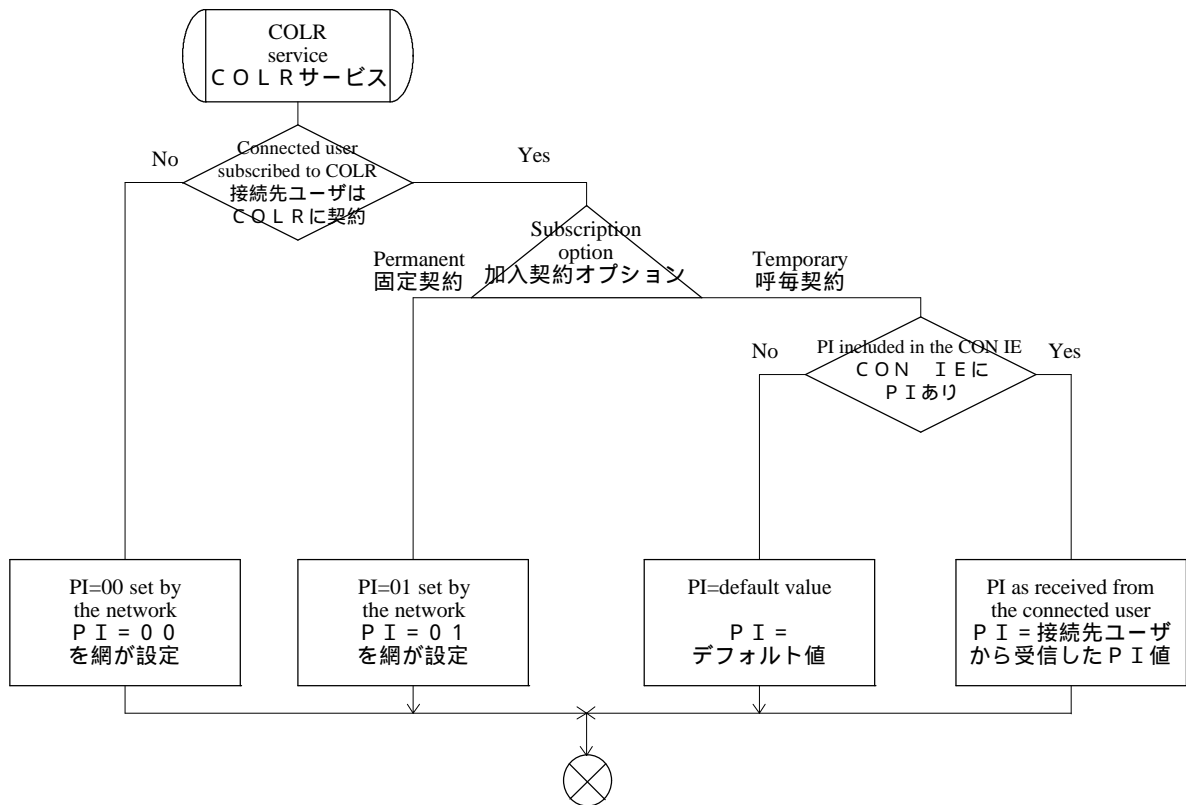 COLR
service
ＣＯＬＲサービス
No
Connected user
subscribed to COLR
接続先ユーザは
ＣＯＬＲに契約
Yes
Subscription
option
加入契約オプション
Permanent
固定契約
Temporary
呼毎契約
No
PI included in the CON IE
ＣＯＮ　ＩＥに
ＰＩあり
Yes
PI=00 set by
the network
ＰＩ＝００
を網が設定
PI=01 set by
the network
ＰＩ＝０１
を網が設定
PI=default value
ＰＩ＝
デフォルト値
PI as received from
the connected user
ＰＩ＝接続先ユーザ
から受信したＰＩ値